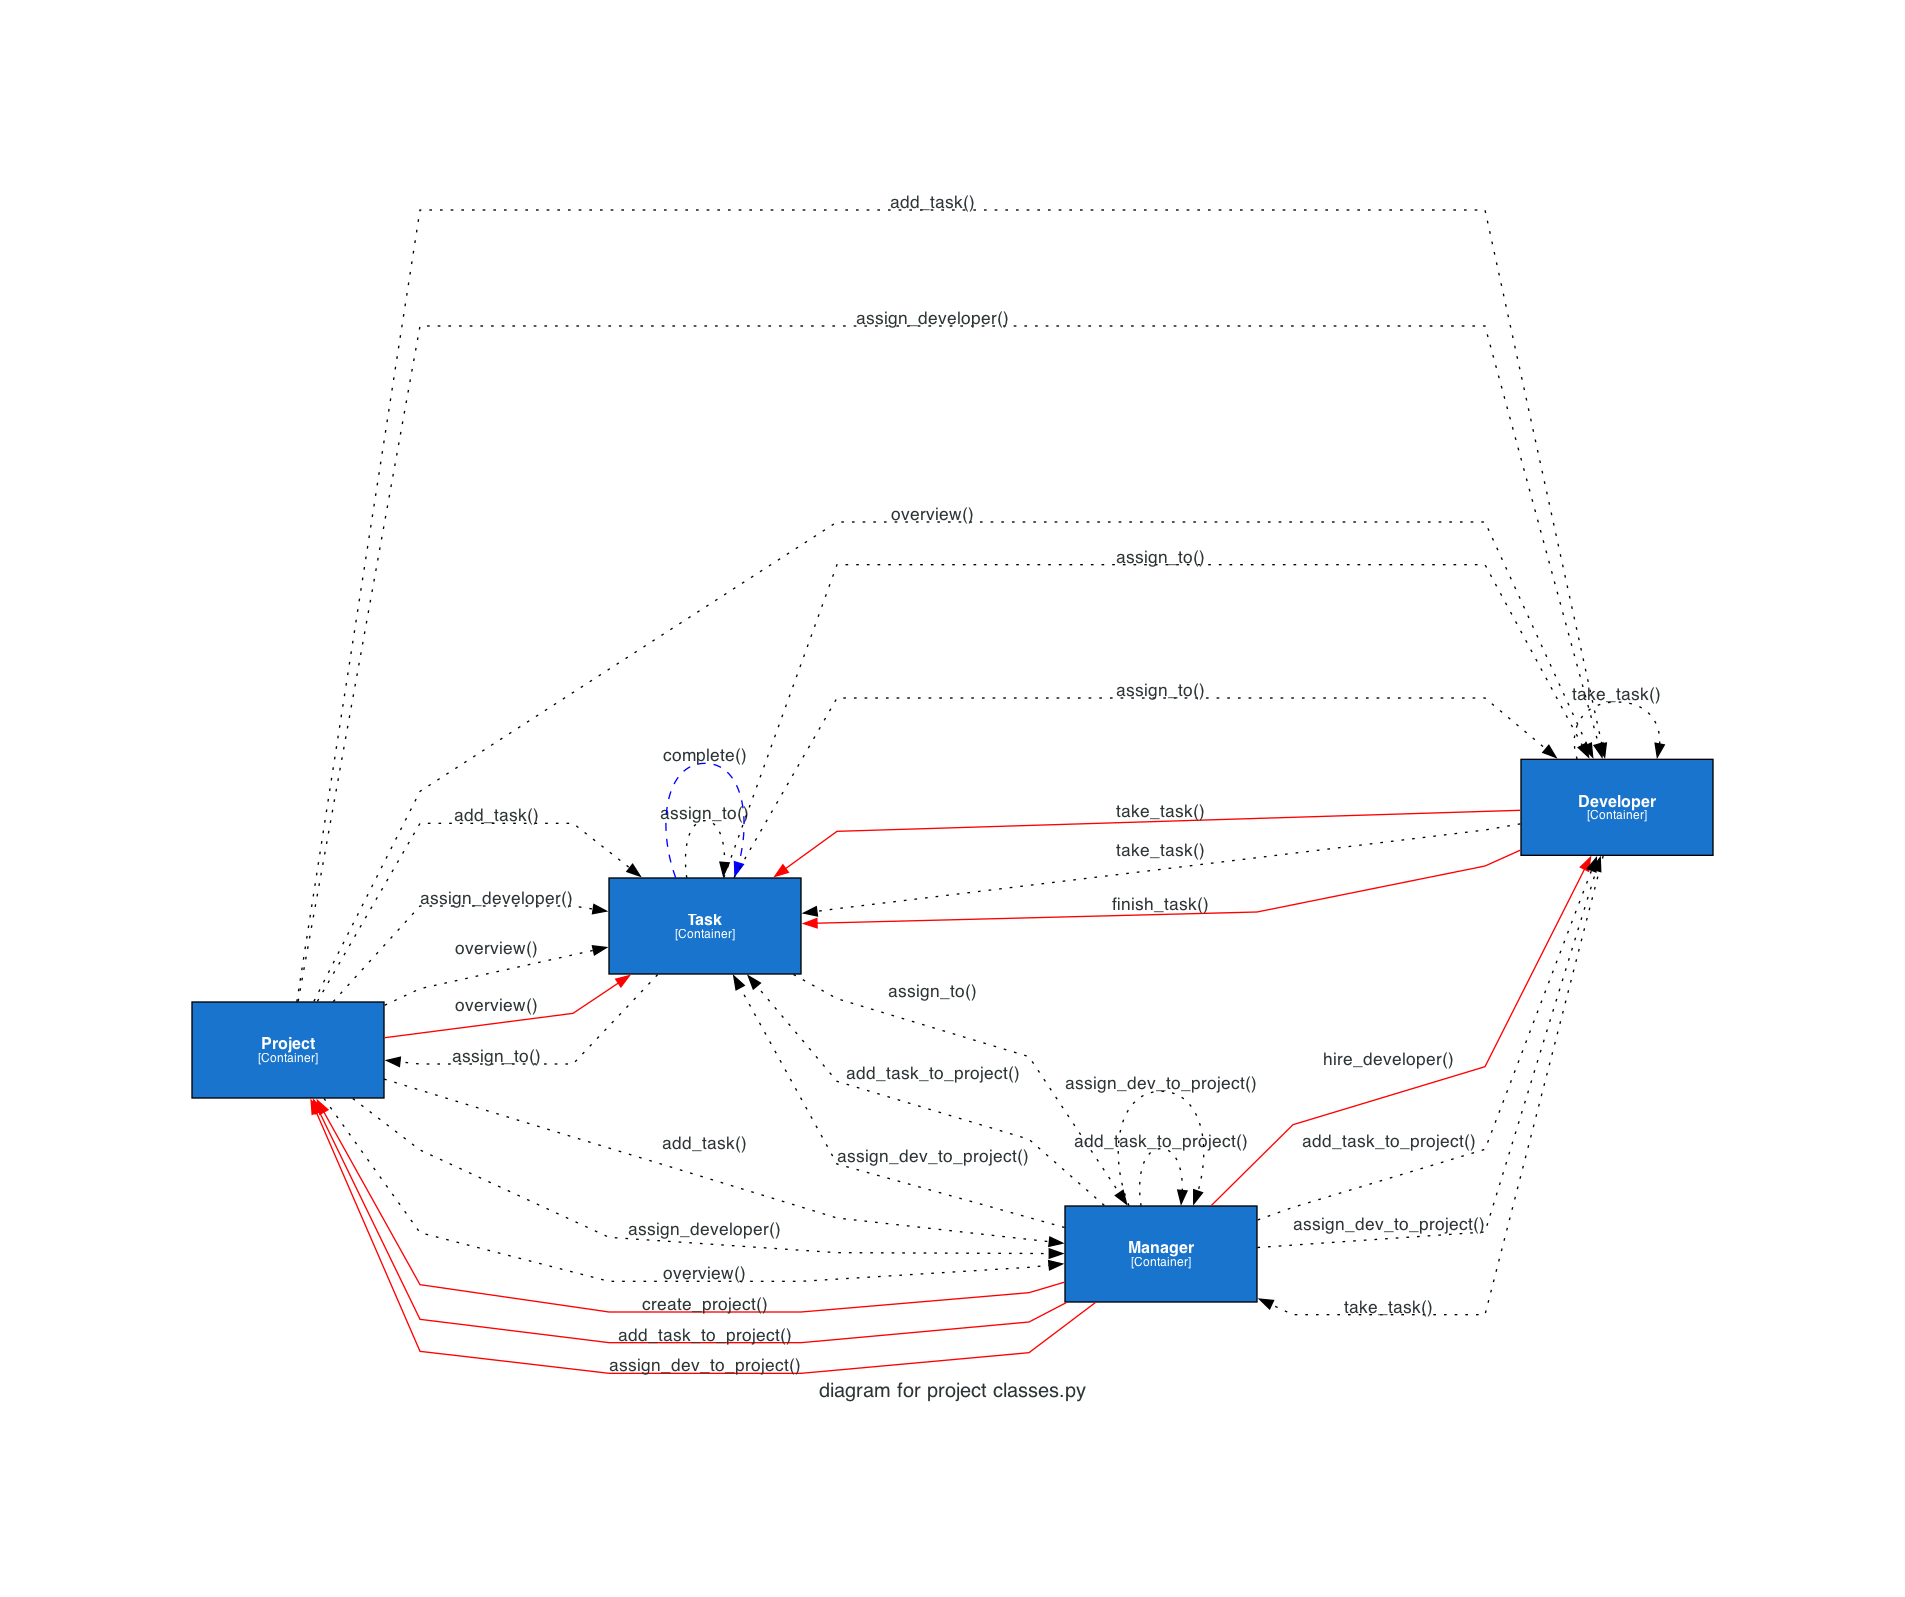 add_task()
assign_developer()
overview()
assign_to()
assign_to()
take_task()
complete()
assign_to()
add_task()
take_task()
Developer
[Container]
take_task()
assign_developer()
finish_task()
Task
[Container]
overview()
overview()
assign_to()
Project
[Container]
assign_to()
hire_developer()
add_task_to_project()
assign_dev_to_project()
add_task()
add_task_to_project()
add_task_to_project()
assign_dev_to_project()
assign_developer()
assign_dev_to_project()
Manager
[Container]
overview()
create_project()
take_task()
add_task_to_project()
assign_dev_to_project()
diagram for project classes.py